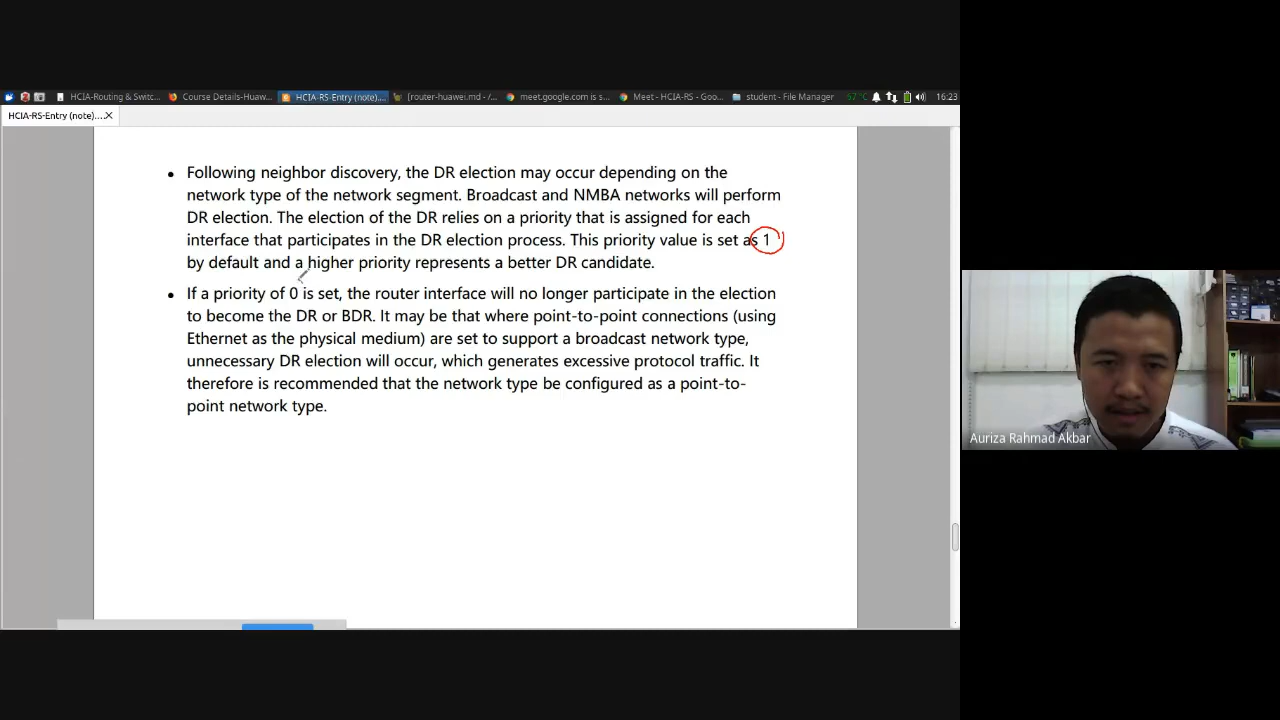 HCIA-Routing & Switc...
Course Details-Huaw...
HCIA-RS-Entry (note)....
(router-huawei.md - /...
meet.google.com is s...
Meet - HCIA-RS - Goo...
student - File Manager
57°C
16:23
HCIA-RS-Entry (note)....
• Following neighbor discovery, the DR election may occur depending on the
network type of the network segment. Broadcast and NMBA networks will perform
DR election. The election of the DR relies on a priority that is assigned for each
interface that participates in the DR election process. This priority value is set as 1
by default and a higher priority represents a better DR candidate.
• If a priority of 0 is set, the router interface will no longer participate in the election
to become the DR or BDR. It may be that where point-to-point connections (using
Ethernet as the physical medium) are set to support a broadcast network type,
unnecessary DR election will occur, which generates excessive protocol traffic. It
therefore is recommended that the network type be configured as a point-to-
point network type.
Auriza Rahmad Akbar